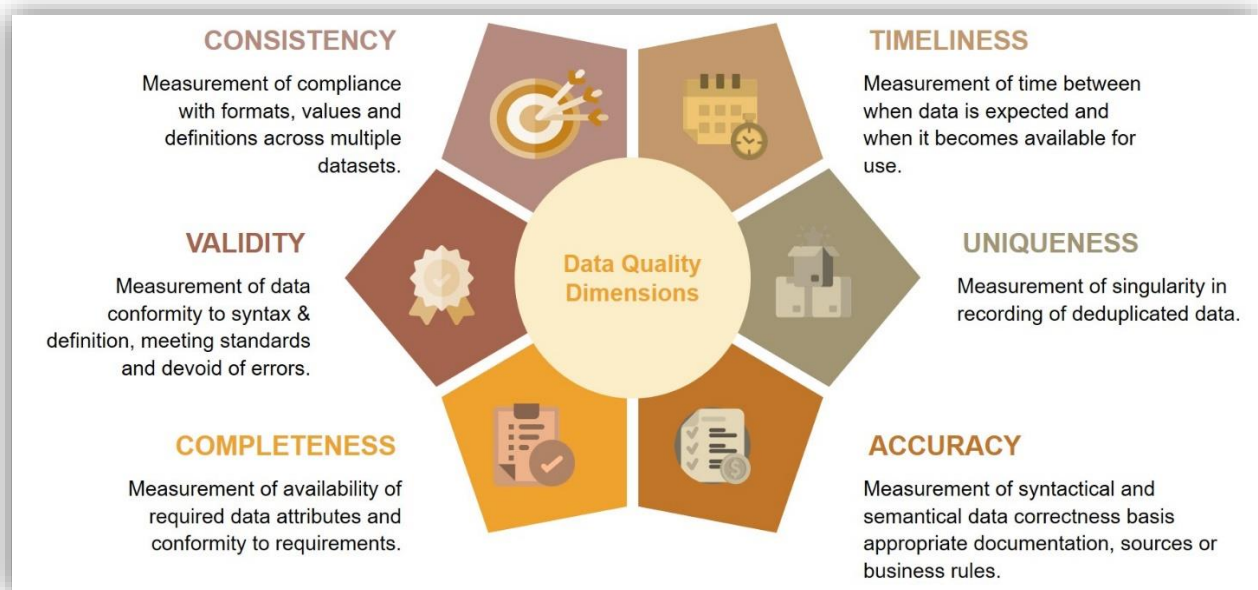 CONSISTENCY
Measurement of compliance
with formats, values and
definitions across multiple
datasets.
TIMELINESS
Measurement of time between
when data is expected and
when it becomes available for
use.
VALIDITY
Measurement of data
conformity to syntax &
definition, meeting standards
and devoid of errors.
Data Quality
Dimensions
UNIQUENESS
Measurement of singularity in
recording of deduplicated data.
COMPLETENESS
Measurement of availability of
required data attributes and
conformity to requirements.
ACCURACY
Measurement of syntactical and
semantical data correctness basis
appropriate documentation, sources or
business rules.
$